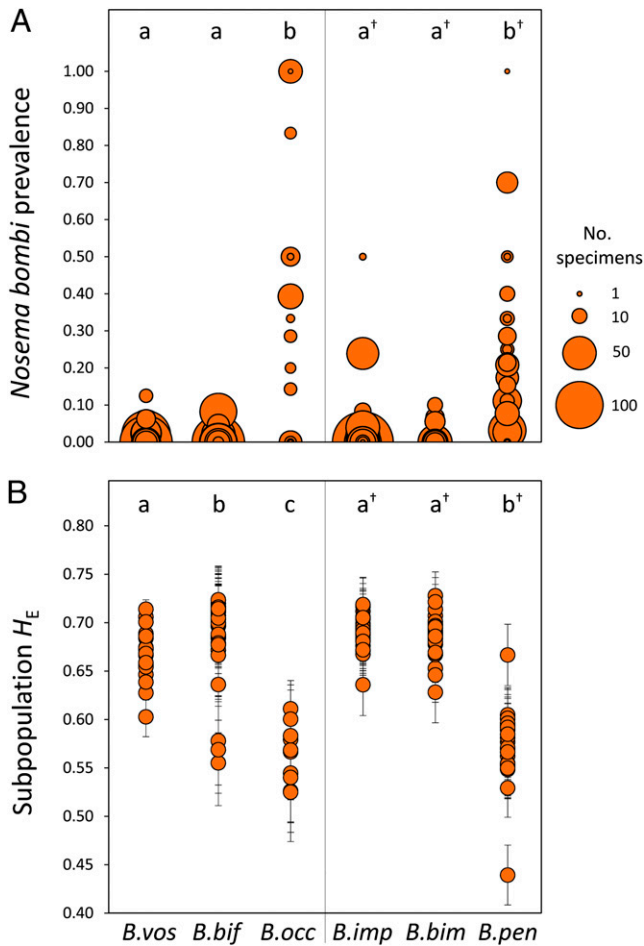 A
a a b a† a† b†
1.00
0.90
0.80
0.70
0.60
0.50
0.40
0.30
0.20
0.10
0.00
Nosema bombi prevalence
No.
specimens
1
10
50
100
B
a b c a† a† b†
0.80
0.75
0.70
0.65
0.60
0.55
0.50
0.45
0.40
Subpopulation HE
B.vos B.bif B.occ B.imp B.bim B.pen